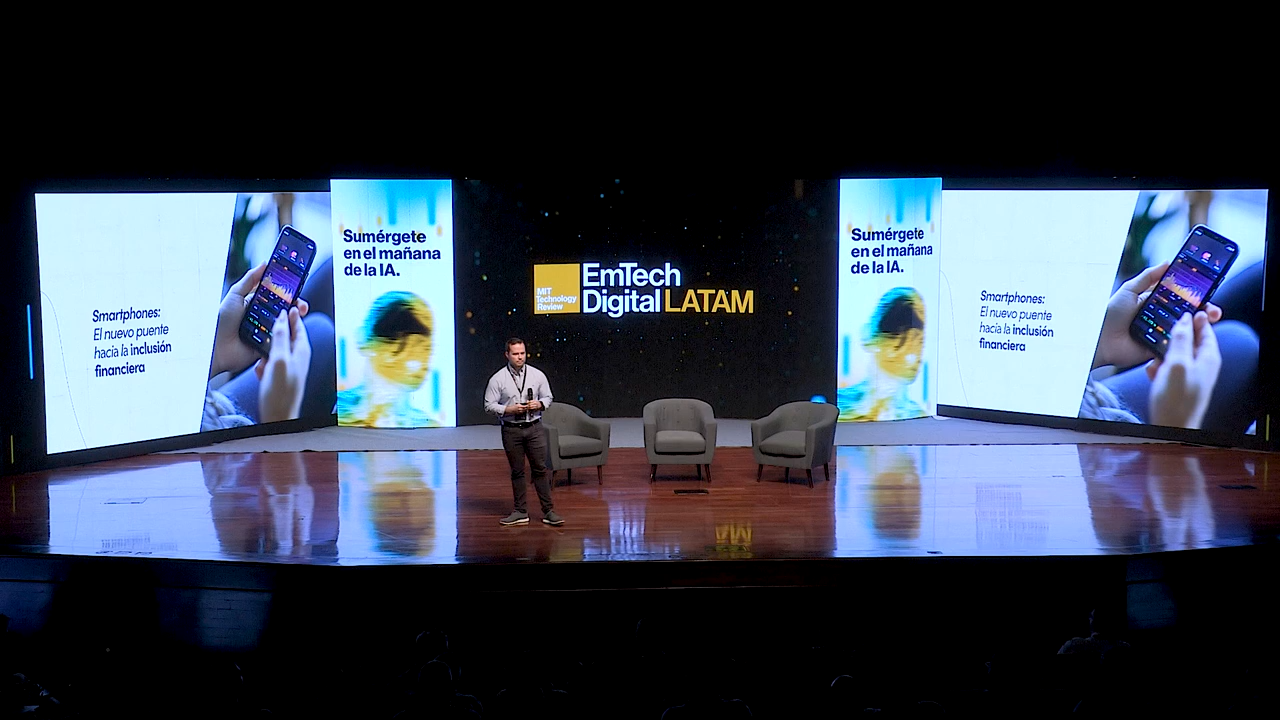 Smartphones:
El nuevo puente
hacia la inclusión
financiera
Sumérgete
en el mañana
de la IA.
MIT
Technology
Review
EmTech
Digital LATAM
Sumérgete
en el mañana
de la IA.
Smartphones:
El nuevo puente
hacia la inclusión
financiera